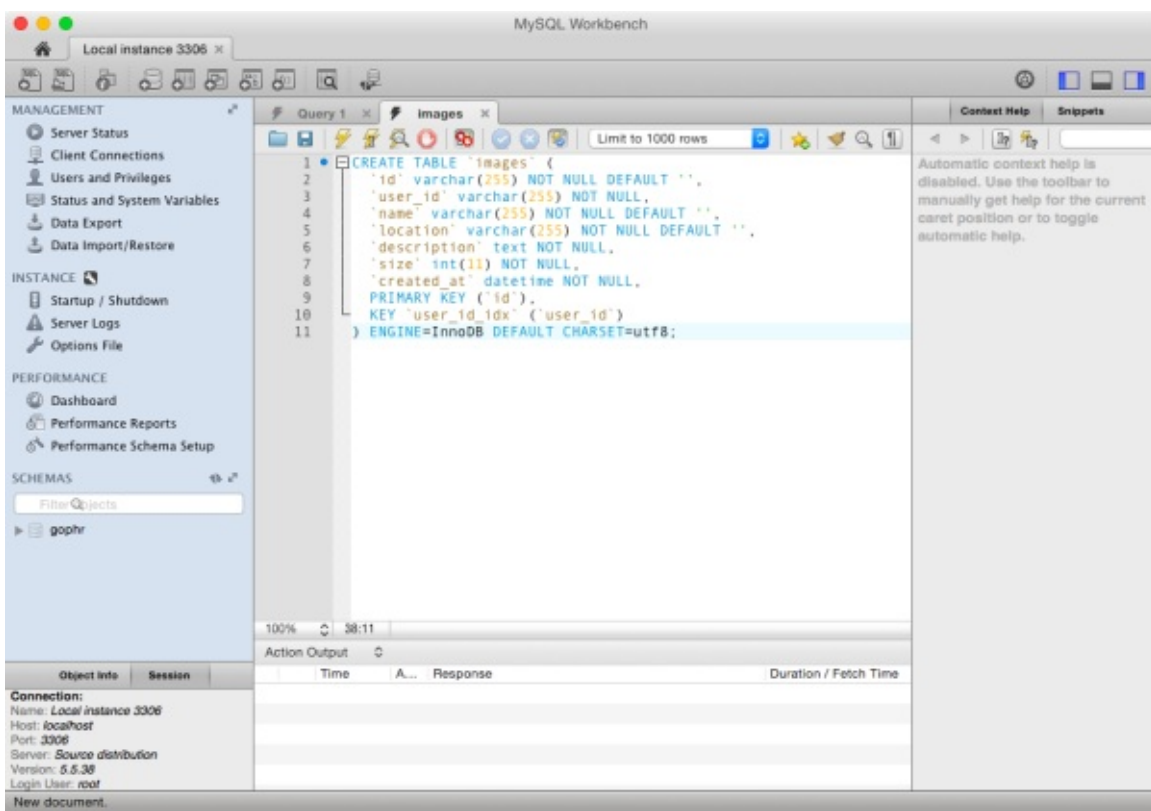 MySQL Workbench
Local instance 3306
MANAGEMENT
Server Status
Client Connections
Users and Privileges
Status and System Variables
Data Export
Data Import/Restore
INSTANCE
Startup / Shutdown
Server Logs
Options File
PERFORMANCE
Dashboard
Performance Reports
Performance Schema Setup
SCHEMAS
Filter objects
gophr
Object Info Session
Connection:
Name: Local instance 3306
Host: localhost
Port: 3306
Server: Source distribution
Version: 5.5.38
Login User: root
New document.
Query 1 images
Limit to 1000 rows
1 CREATE TABLE `images` (
2 `id` varchar(255) NOT NULL DEFAULT '',
3 `user_id` varchar(255) NOT NULL,
4 `name` varchar(255) NOT NULL DEFAULT '',
5 `location` varchar(255) NOT NULL DEFAULT '',
6 `description` text NOT NULL,
7 `size` int(11) NOT NULL,
8 `created_at` datetime NOT NULL,
9 PRIMARY KEY (`id`),
10 KEY `user_id_idx` (`user_id`)
11 ) ENGINE=InnoDB DEFAULT CHARSET=utf8;
100% 38:11
Action Output
Time A... Response Duration / Fetch Time
Context Help Snippets
Automatic context help is
disabled. Use the toolbar to
manually get help for the current
caret position or to toggle
automatic help.